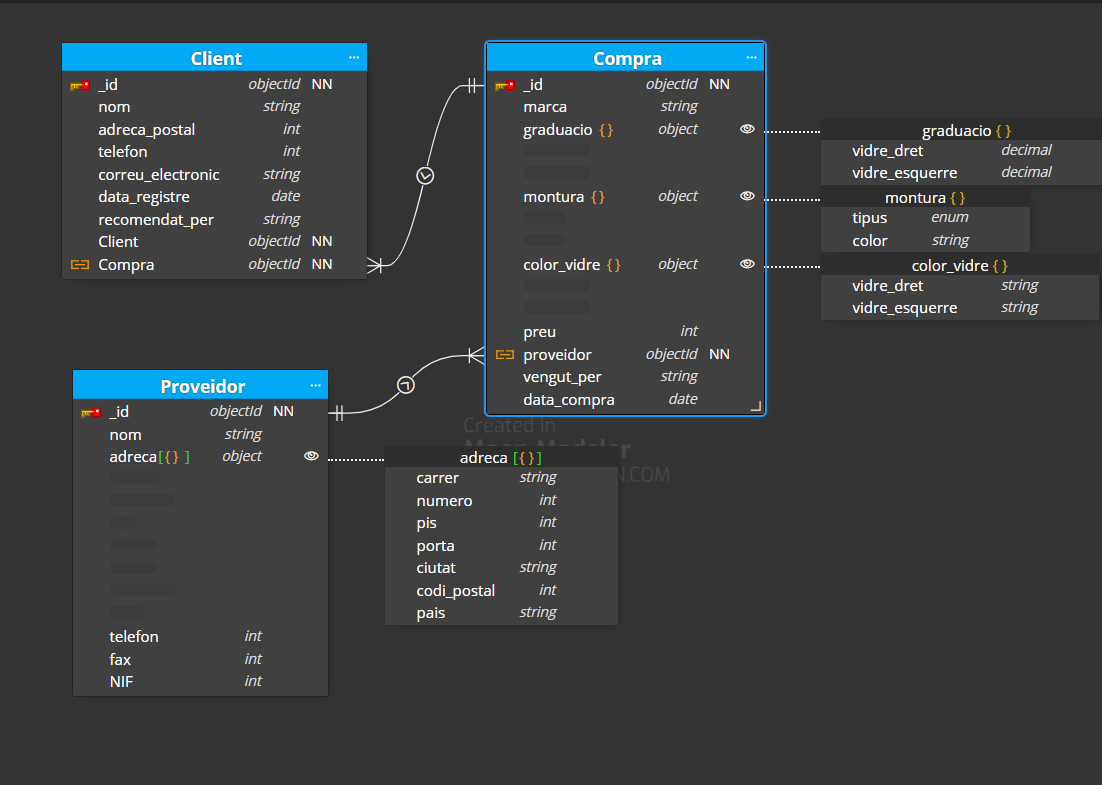 Client ...
_id objectId NN
nom string
adreca_postal int
telefon int
correu_electronic string
data_registre date
recomendat_per string
Client objectId NN
Compra objectId NN
Compra ...
_id objectId NN
marca string
graduacio { } object
montura { } object
color_vidre { } object
preu int
proveidor objectId NN
vengut_per string
data_compra date
graduacio { }
vidre_dret decimal
vidre_esquerre decimal
montura { }
tipus enum
color string
color_vidre { }
vidre_dret string
vidre_esquerre string
Proveidor ...
_id objectId NN
nom string
adreca[{ } ] object
telefon int
fax int
NIF int
Created in
adreca [{ }]
carrer string
numero int
pis int
porta int
ciutat string
codi_postal int
pais string
N.COM